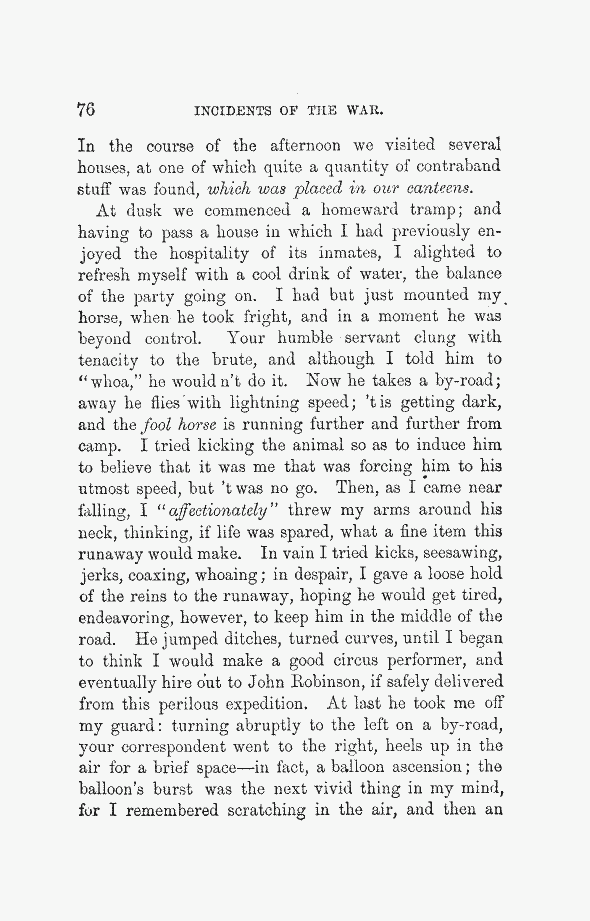 76 INCIDENTS OF THE WAR.
In the course of the afternoon we visited several
houses, at one of which quite a quantity of contraband
stuff was found, which was placed in our canteens.
At dusk we commenced a homeward tramp; and
having to pass a house in which I had previously en-
joyed the hospitality of its inmates, I alighted to
refresh myself with a cool drink of water, the balance
of the party going on. I had but just mounted my
horse, when he took fright, and in a moment he was
beyond control. Your humble servant clung with
tenacity to the brute, and although I told him to
"whoa," he would n't do it. Now he takes a by-road;
away he flies with lightning speed; 't is getting dark,
and the fool horse is running further and further from
camp. I tried kicking the animal so as to induce him
to believe that it was me that was forcing him to his
utmost speed, but 't was no go. Then, as I came near
falling, I "affectionately" threw my arms around his
neck, thinking, if life was spared, what a fine item this
runaway would make. In vain I tried kicks, seesawing,
jerks, coaxing, whoaing; in despair, I gave a loose hold
of the reins to the runaway, hoping he would get tired,
endeavoring, however, to keep him in the middle of the
road. He jumped ditches, turned curves, until I began
to think I would make a good circus performer, and
eventually hire out to John Robinson, if safely delivered
from this perilous expedition. At last he took me off
my guard: turning abruptly to the left on a by-road,
your correspondent went to the right, heels up in the
air for a brief space—in fact, a balloon ascension; the
balloon's burst was the next vivid thing in my mind,
for I remembered scratching in the air, and then an